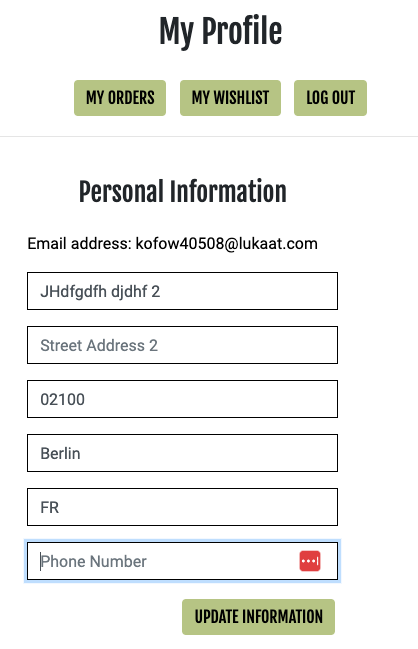 My Profile
MY ORDERS MY WISHLIST LOG OUT
Personal Information
Email address: kofow40508@lukaat.com
JHdfgdfh djdhf 2
Street Address 2
02100
Berlin
FR
Phone Number
UPDATE INFORMATION